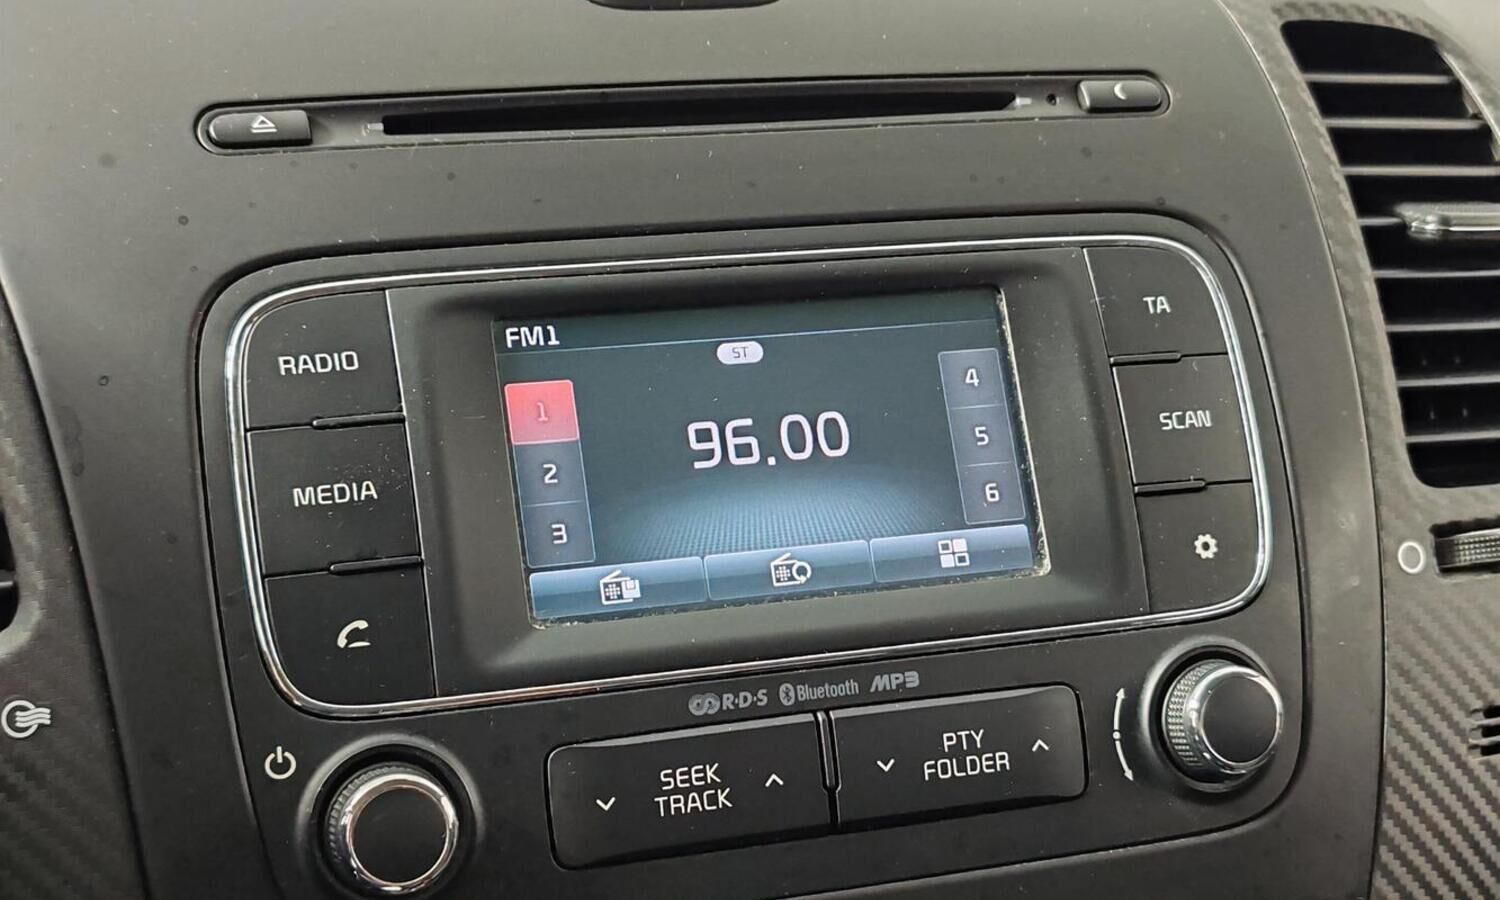 RADIO
MEDIA
FM1
ST
96.00
1
2
3
4
5
6
TA
SCAN
R·D·S Bluetooth MP3
SEEK
TRACK
PTY
FOLDER